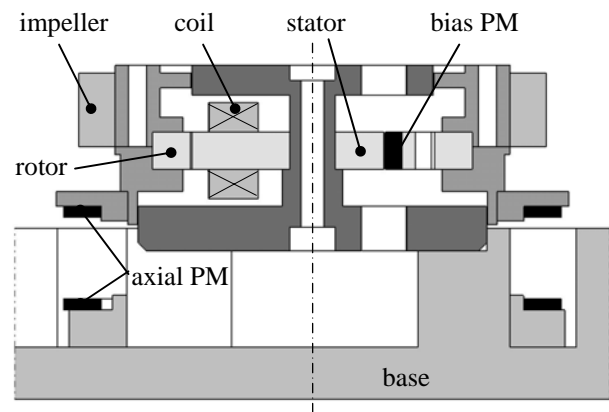 impeller
coil
stator
bias PM
rotor
axial PM
base